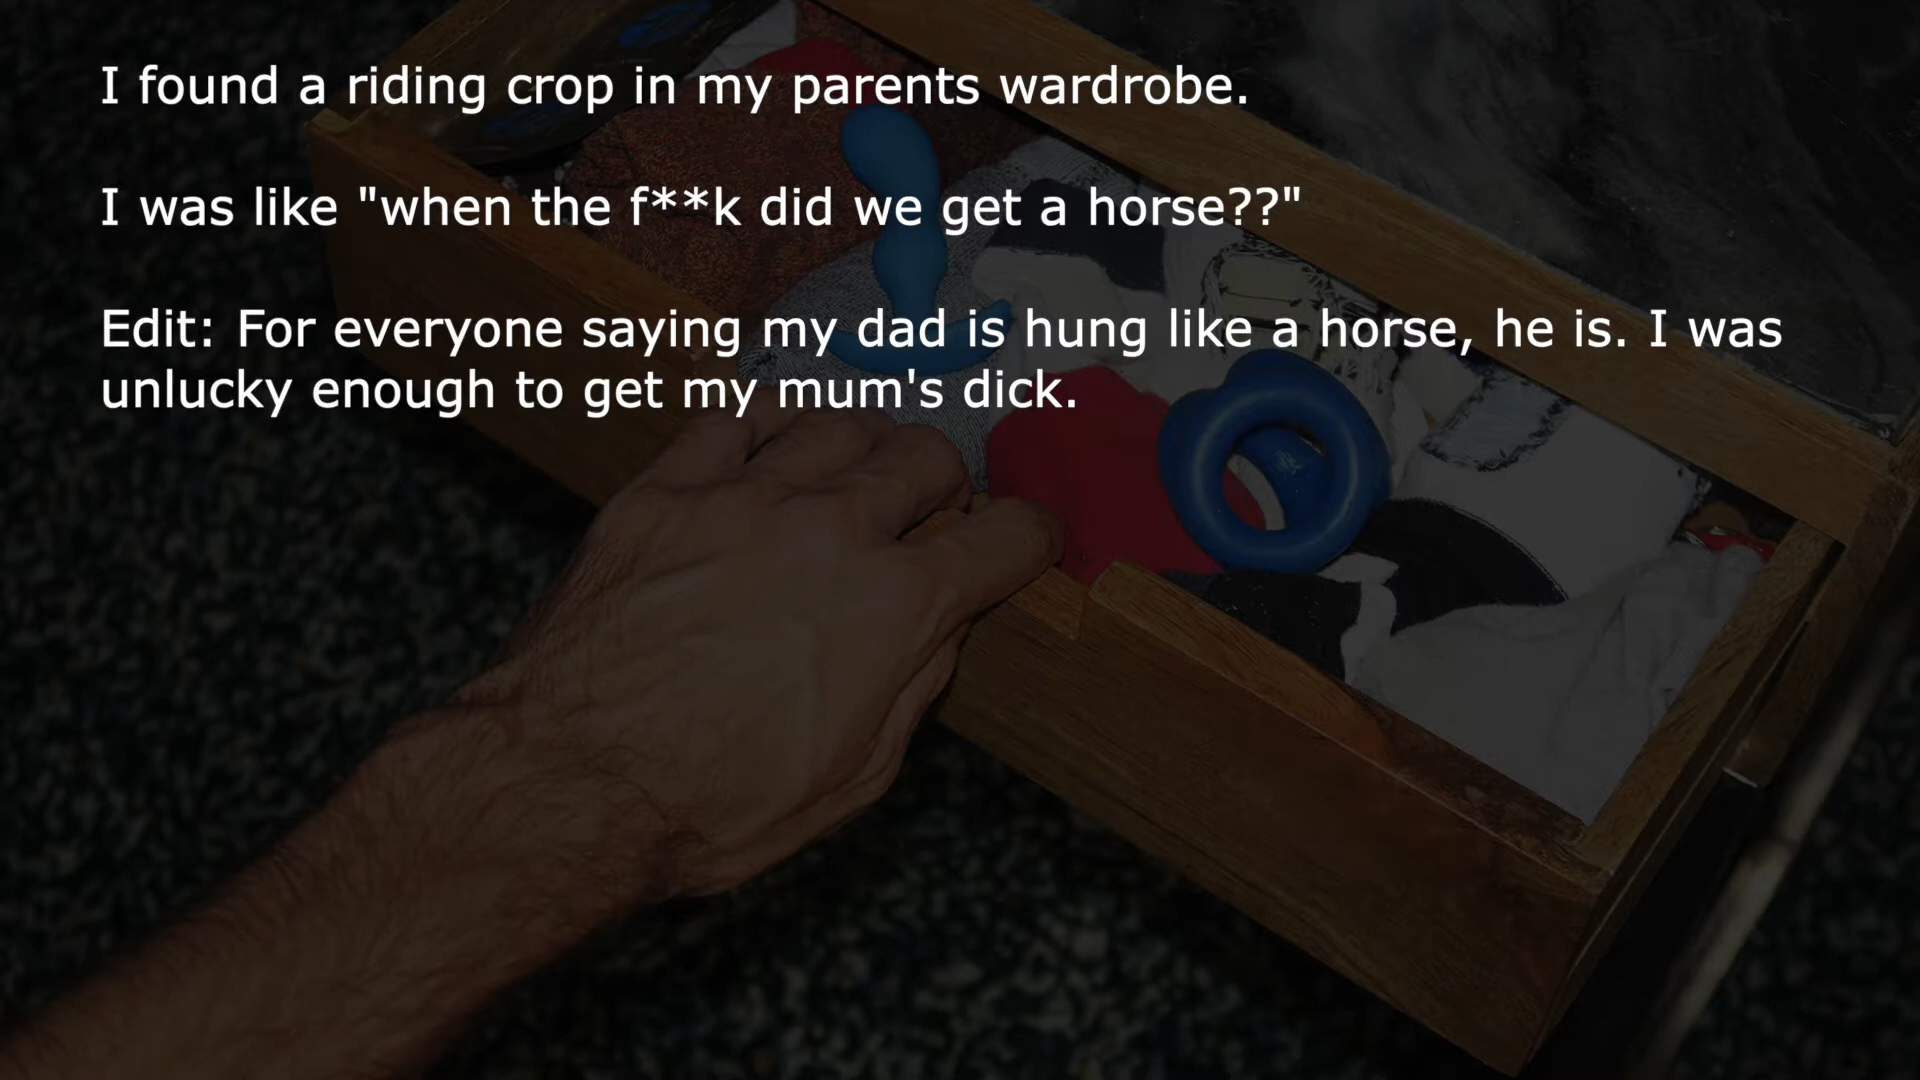 I found a riding crop in my parents wardrobe.
I was like "when the f**k did we get a horse??"
Edit: For everyone saying my dad is hung like a horse, he is. I was
unlucky enough to get my mum's dick.